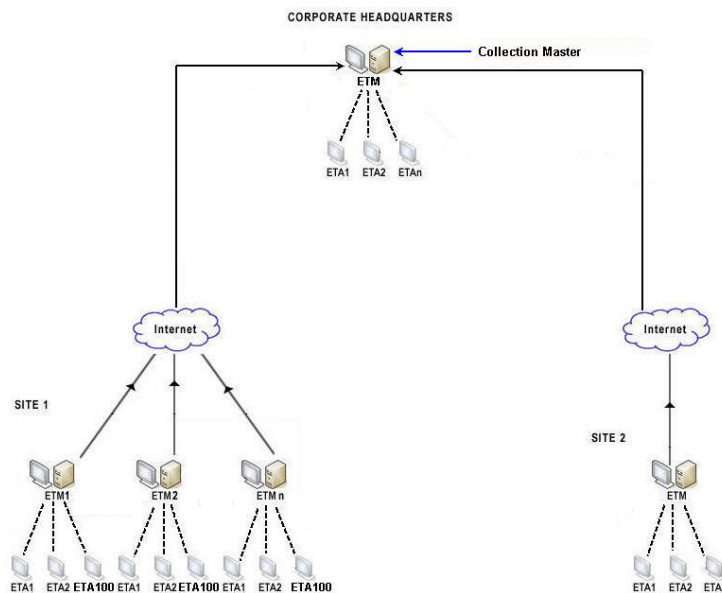 CORPORATE HEADQUARTERS
Collection Master
ETM
ETA1 ETA2 ETAn
Internet Internet
SITE 1
SITE 2
ETM1 ETM2 ETM n ETM
ETA1 ETA2 ETA100 ETA1 ETA2 ETA100 ETA1 ETA2 ETA100 ETA1 ETA2